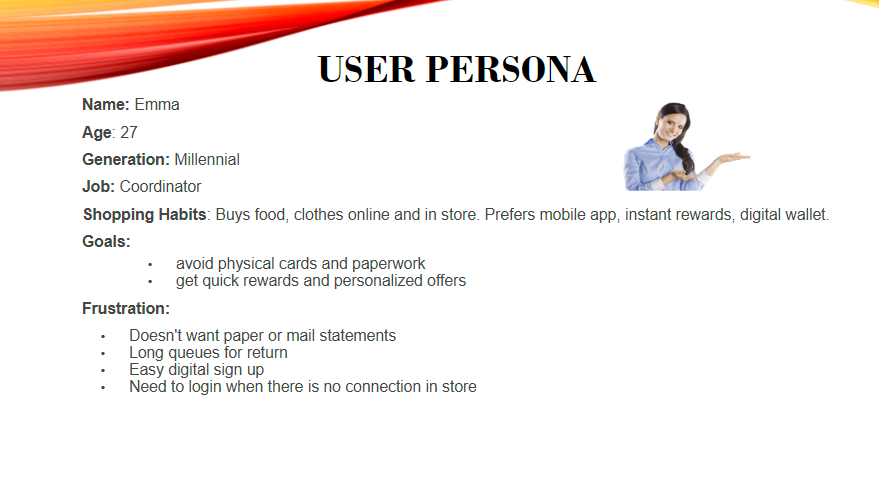 USER PERSONA
Name: Emma
Age: 27
Generation: Millennial
Job: Coordinator
Shopping Habits: Buys food, clothes online and in store. Prefers mobile app, instant rewards, digital wallet.
Goals:
• avoid physical cards and paperwork
• get quick rewards and personalized offers
Frustration:
• Doesn't want paper or mail statements
• Long queues for return
• Easy digital sign up
• Need to login when there is no connection in store